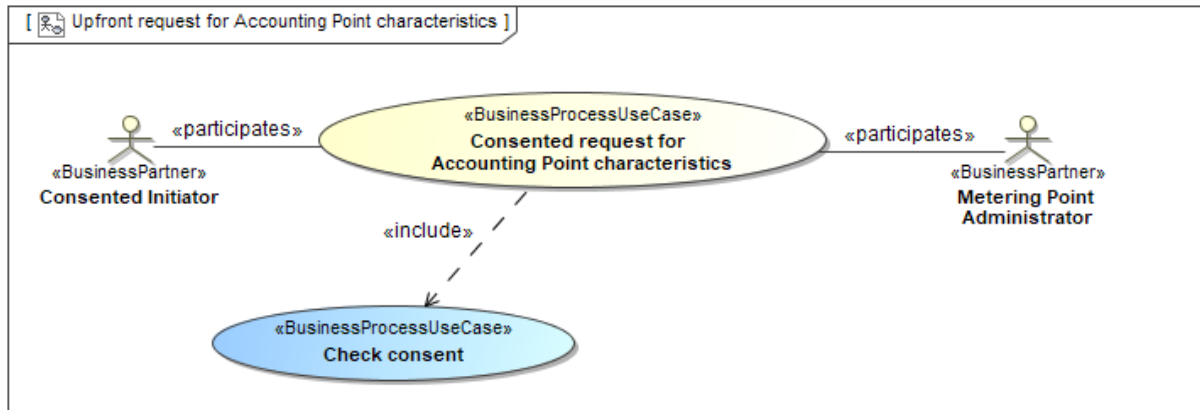 [ Upfront request for Accounting Point characteristics ]
«BusinessProcessUseCase»
Consented request for
Accounting Point characteristics
«participates»
«participates»
«BusinessPartner»
Consented Initiator
«BusinessPartner»
Metering Point
Administrator
«include»
«BusinessProcessUseCase»
Check consent